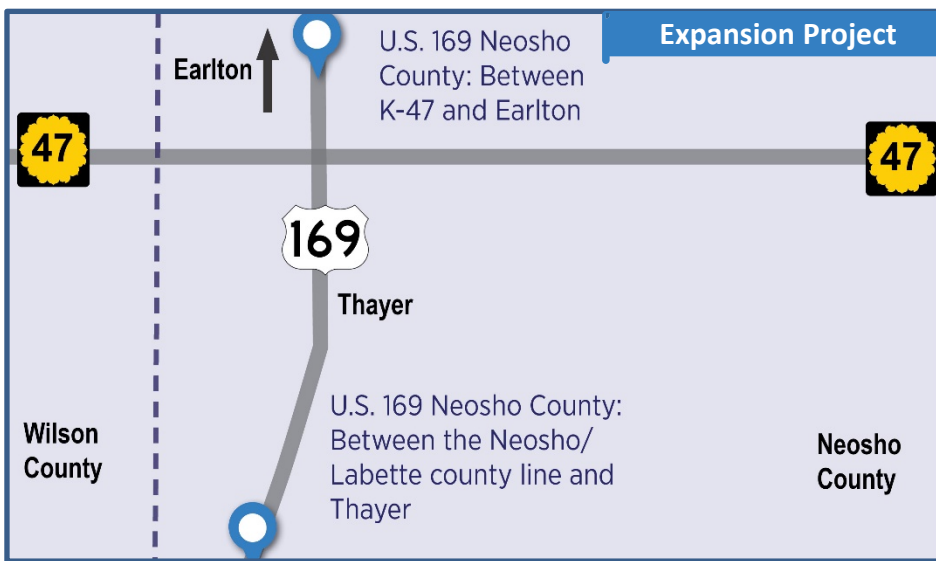 Expansion Project
U.S. 169 Neosho
County: Between
K-47 and Earlton
Earlton
47
47
169
Thayer
U.S. 169 Neosho County:
Between the Neosho/
Labette county line and
Thayer
Wilson
County
Neosho
County